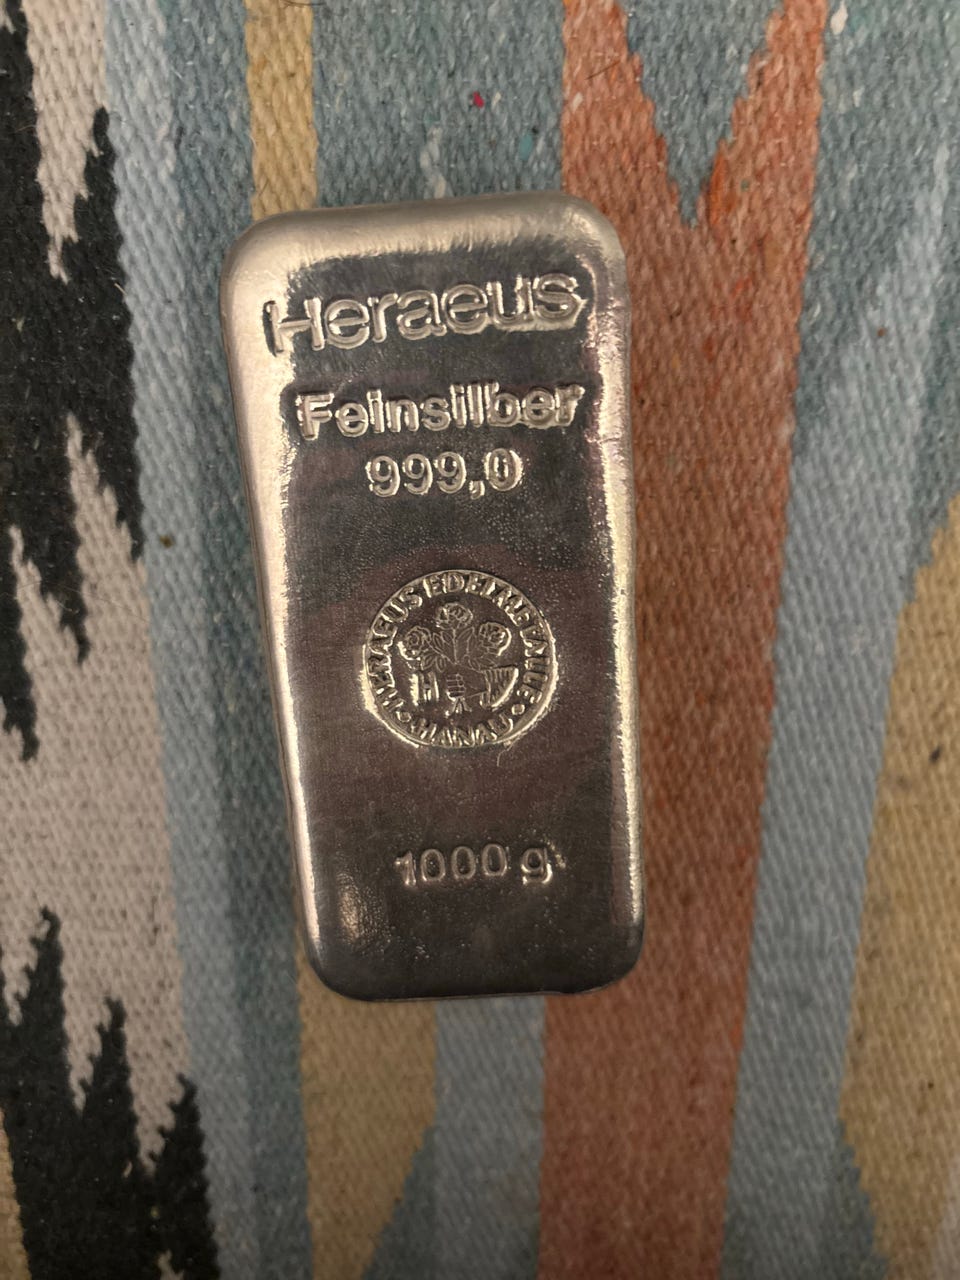 Heraeus
Feinsilber
999,0
HERAEUS EDELMETALLE
HANAU
H
1000 g